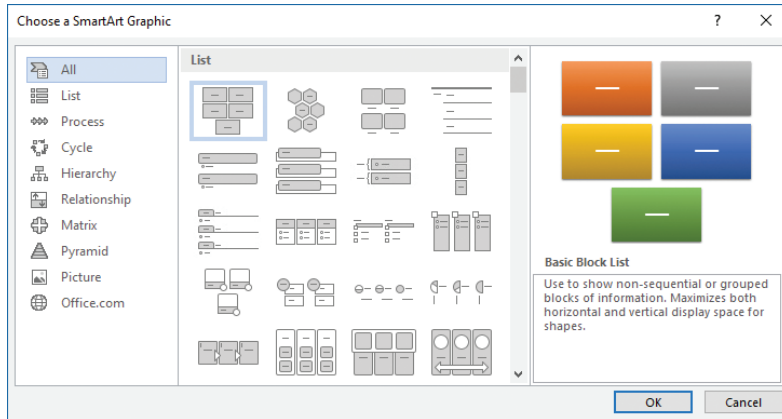 Choose a SmartArt Graphic
?
All
List
Process
Cycle
Hierarchy
Relationship
Matrix
Pyramid
Picture
Office.com
List
Basic Block List
Use to show non-sequential or grouped
blocks of information. Maximizes both
horizontal and vertical display space for
shapes.
OK
Cancel